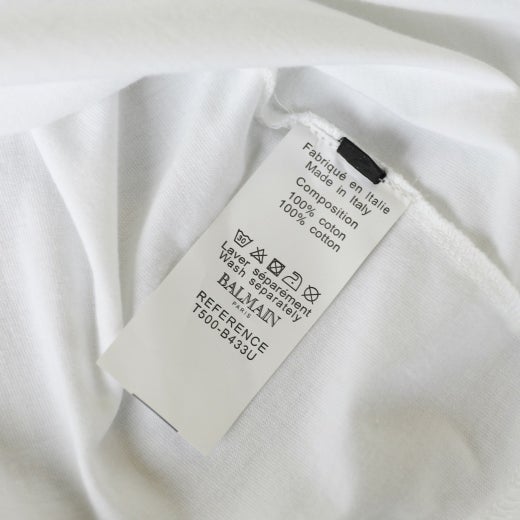 Fabriqué en Italie
Made in Italy
Composition
100% coton
100% cotton
30
Laver séparément
Wash separately
BALMAIN
PARIS
REFERENCE
T500-B433U